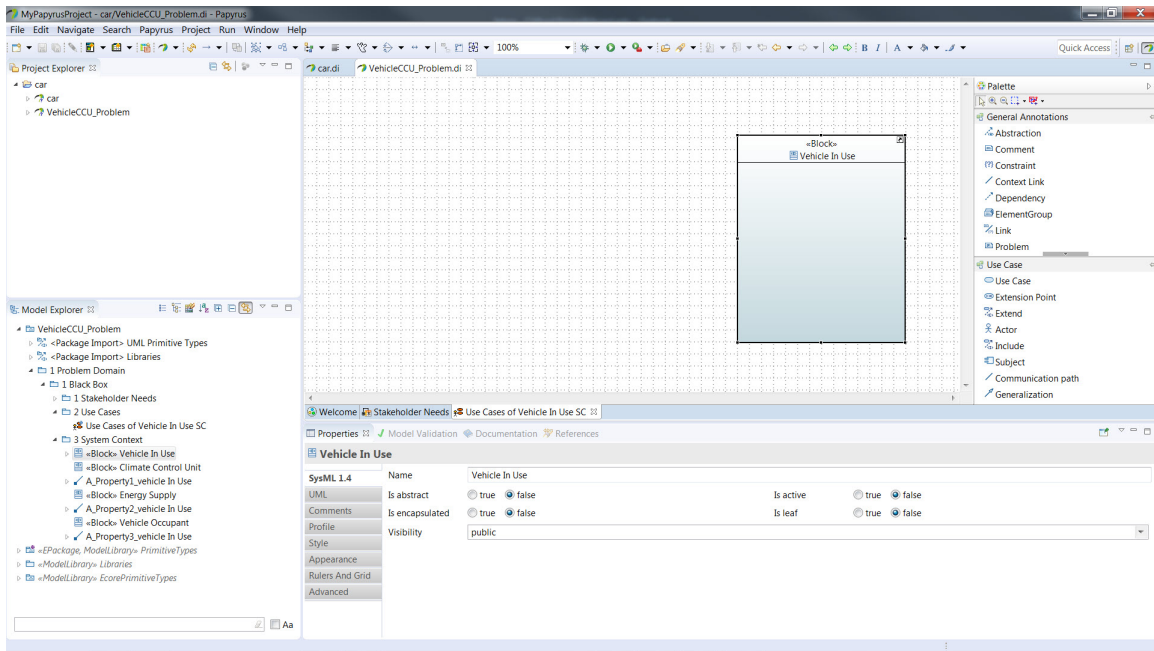 MyPapyrusProject - car/VehicleCCU_Problem.di - Papyrus
File Edit Navigate Search Papyrus Project Run Window Help
100%
B I A
Quick Access
Project Explorer
car
car
VehicleCCU_Problem
car.di
VehicleCCU_Problem.di
«Block»
Vehicle In Use
Palette
General Annotations
Abstraction
Comment
Constraint
Context Link
Dependency
ElementGroup
Link
Problem
Use Case
Use Case
Extension Point
Extend
Actor
Include
Subject
Communication path
Generalization
Model Explorer
VehicleCCU_Problem
<Package Import> UML Primitive Types
<Package Import> Libraries
1 Problem Domain
1 Black Box
1 Stakeholder Needs
2 Use Cases
Use Cases of Vehicle In Use SC
3 System Context
«Block» Vehicle In Use
«Block» Climate Control Unit
A_Property1_vehicle In Use
«Block» Energy Supply
A_Property2_vehicle In Use
«Block» Vehicle Occupant
A_Property3_vehicle In Use
«EPackage, ModelLibrary» PrimitiveTypes
«ModelLibrary» Libraries
«ModelLibrary» EcorePrimitiveTypes
Aa
Welcome Stakeholder Needs Use Cases of Vehicle In Use SC
Properties Model Validation Documentation References
Vehicle In Use
SysML 1.4
UML
Comments
Profile
Style
Appearance
Rulers And Grid
Advanced
Name Vehicle In Use
Is abstract true false Is active true false
Is encapsulated true false Is leaf true false
Visibility public